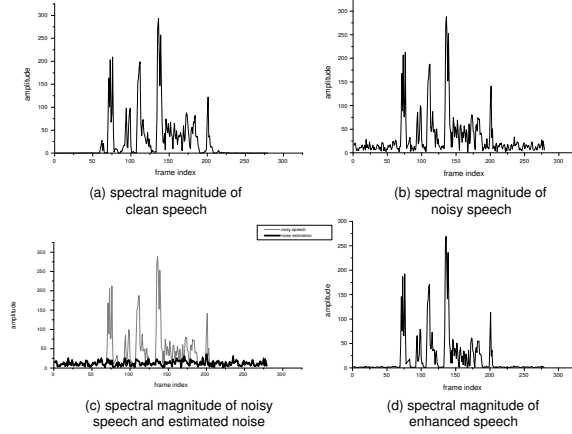 300
250
200
150
100
50
0
amplitude
0 50 100 150 200 250 300
frame index
(a) spectral magnitude of
clean speech
300
250
200
150
100
50
0
amplitude
0 50 100 150 200 250 300
frame index
(b) spectral magnitude of
noisy speech
noisy speech
noise estimation
300
250
200
150
100
50
0
amplitude
0 50 100 150 200 250 300
frame index
(c) spectral magnitude of noisy
speech and estimated noise
300
250
200
150
100
50
0
amplitude
0 50 100 150 200 250 300
frame index
(d) spectral magnitude of
enhanced speech